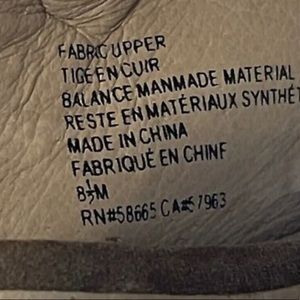 FABRIC UPPER
TIGE EN CUIR
BALANCE MANMADE MATERIAL
RESTE EN MATÉRIAUX SYNTHÉT
MADE IN CHINA
FABRIQUÉ EN CHINE
8½M
RN#58665 CA#57963